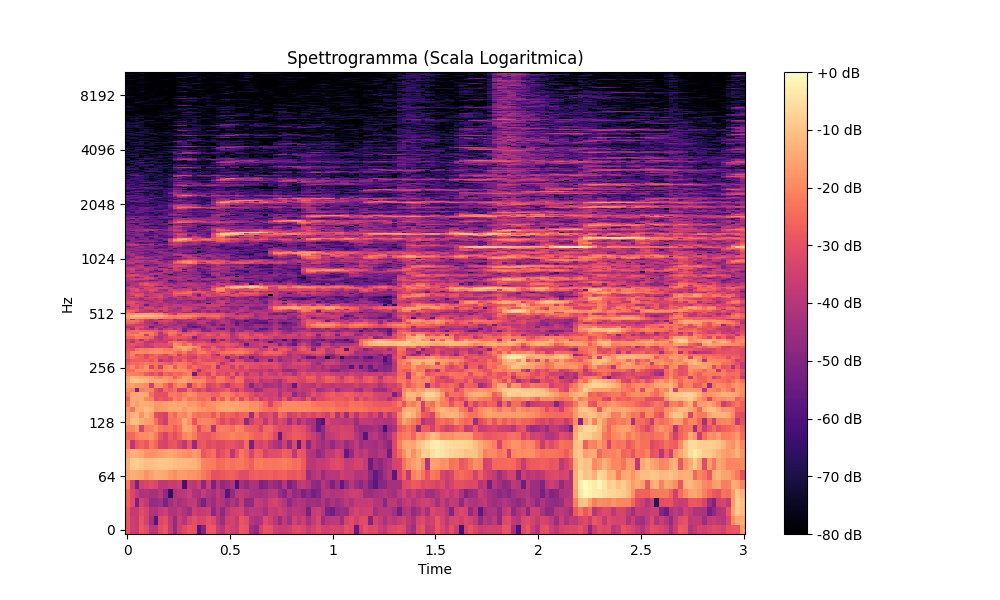 Spettrogramma (Scala Logaritmica)
8192
4096
2048
1024
512
256
128
64
0
Hz
0
0.5
1
1.5
2
2.5
3
Time
+0 dB
-10 dB
-20 dB
-30 dB
-40 dB
-50 dB
-60 dB
-70 dB
-80 dB